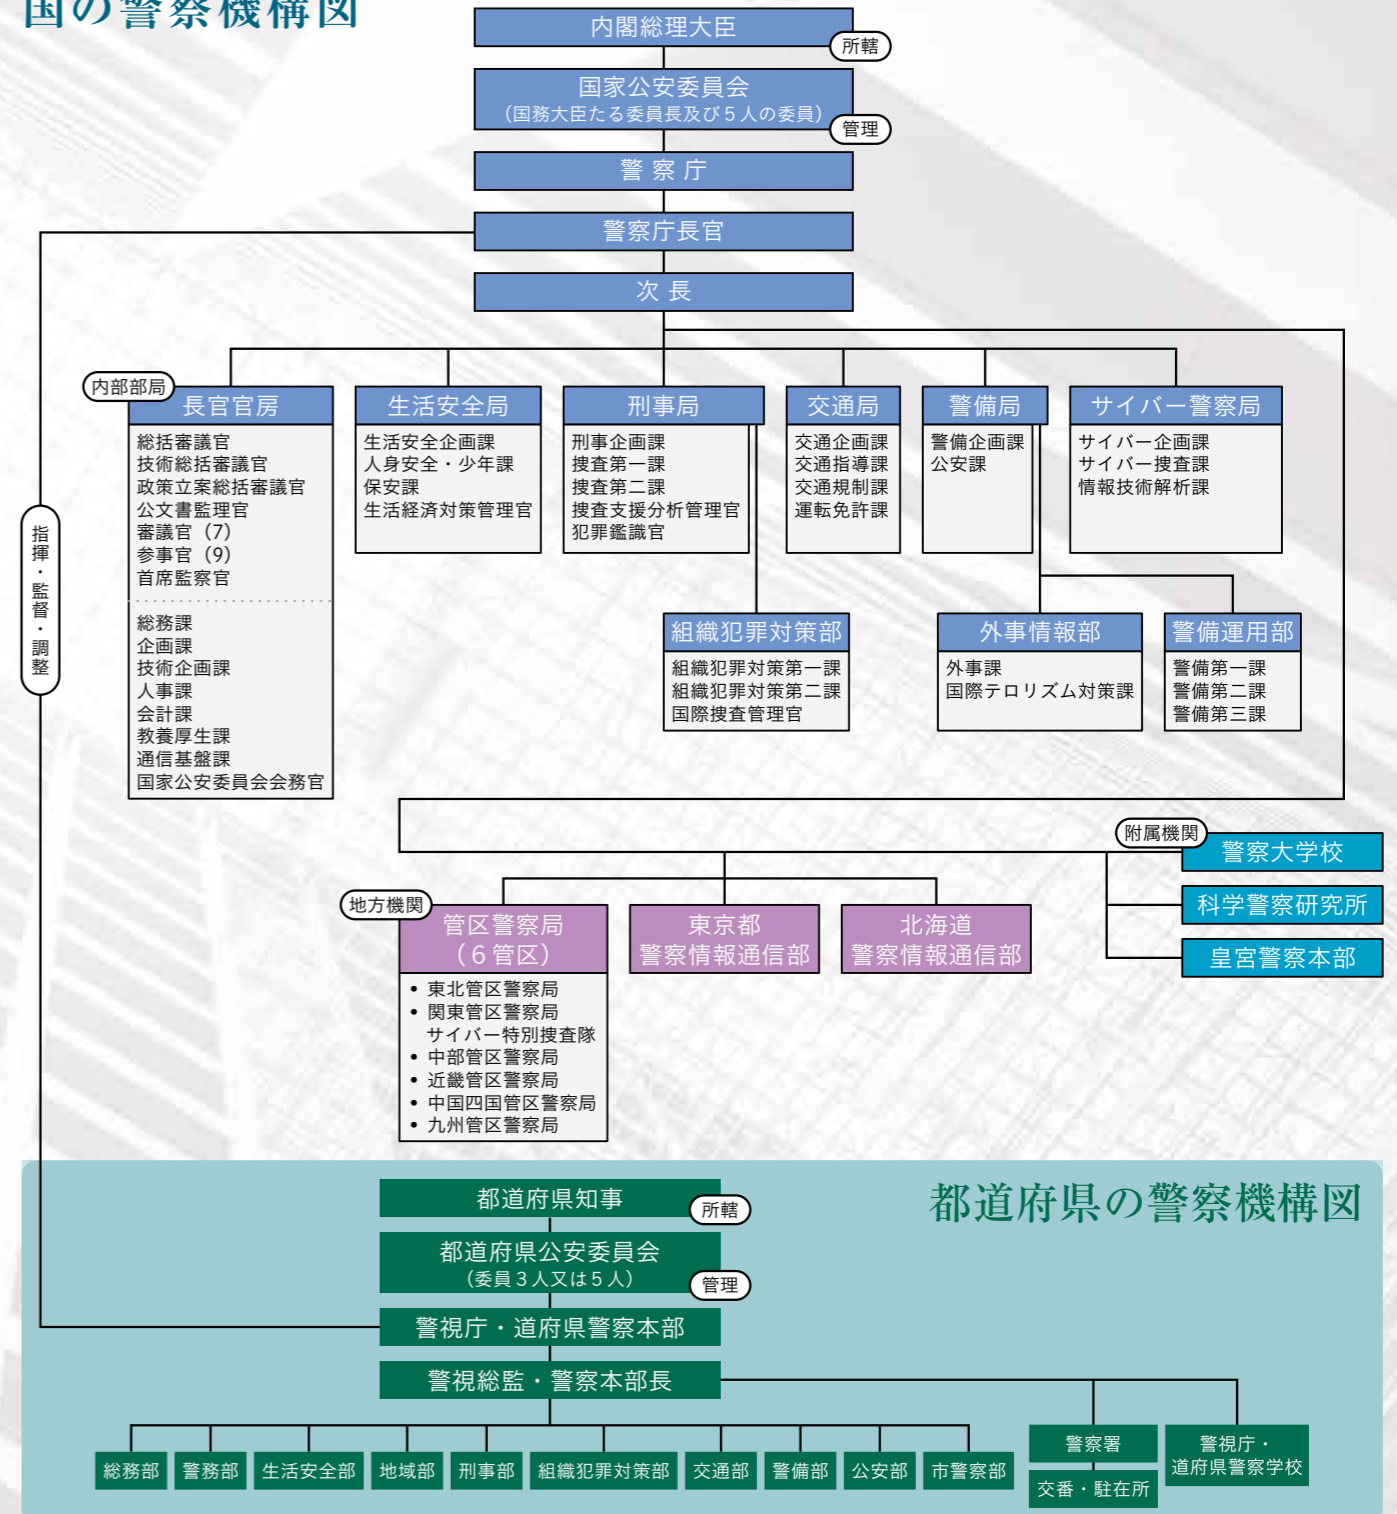 国の警察機構図
内閣総理大臣
所轄
国家公安委員会
（国務大臣たる委員長及び５人の委員）
管理
警察庁
警察庁長官
次長
指揮・監督・調整
内部部局
長官官房
総括審議官
技術総括審議官
政策立案総括審議官
公文書監理官
審議官（7）
参事官（9）
首席監察官
総務課
企画課
技術企画課
人事課
会計課
教養厚生課
通信基盤課
国家公安委員会会務官
生活安全局
生活安全企画課
人身安全・少年課
保安課
生活経済対策管理官
刑事局
刑事企画課
捜査第一課
捜査第二課
捜査支援分析管理官
犯罪鑑識官
交通局
交通企画課
交通指導課
交通規制課
運転免許課
警備局
警備企画課
公安課
サイバー警察局
サイバー企画課
サイバー捜査課
情報技術解析課
組織犯罪対策部
組織犯罪対策第一課
組織犯罪対策第二課
国際捜査管理官
外事情報部
外事課
国際テロリズム対策課
警備運用部
警備第一課
警備第二課
警備第三課
附属機関
警察大学校
科学警察研究所
皇宮警察本部
地方機関
管区警察局
（６管区）
• 東北管区警察局
• 関東管区警察局
サイバー特別捜査隊
• 中部管区警察局
• 近畿管区警察局
• 中国四国管区警察局
• 九州管区警察局
東京都
警察情報通信部
北海道
警察情報通信部
都道府県の警察機構図
都道府県知事
所轄
都道府県公安委員会
（委員３人又は５人）
管理
警視庁・道府県警察本部
警視総監・警察本部長
総務部
警務部
生活安全部
地域部
刑事部
組織犯罪対策部
交通部
警備部
公安部
市警察部
警察署
交番・駐在所
警視庁・
道府県警察学校